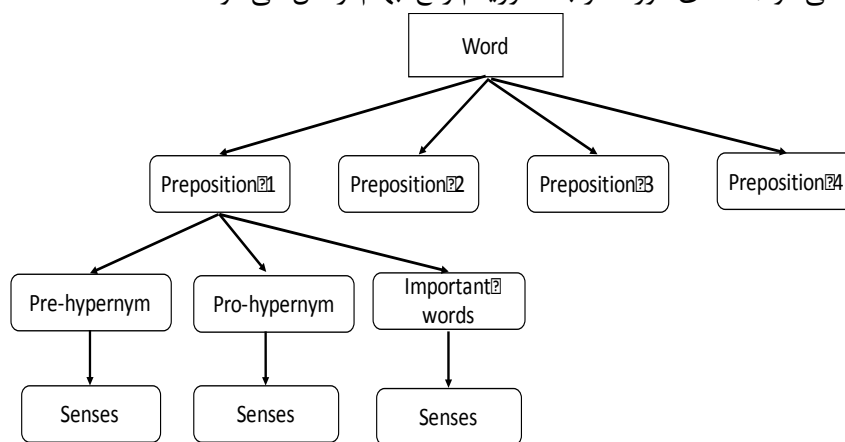 Word
Preposition 1
Preposition 2
Preposition 3
Preposition 4
Pre-hypernym
Pro-hypernym
Important
words
Senses
Senses
Senses